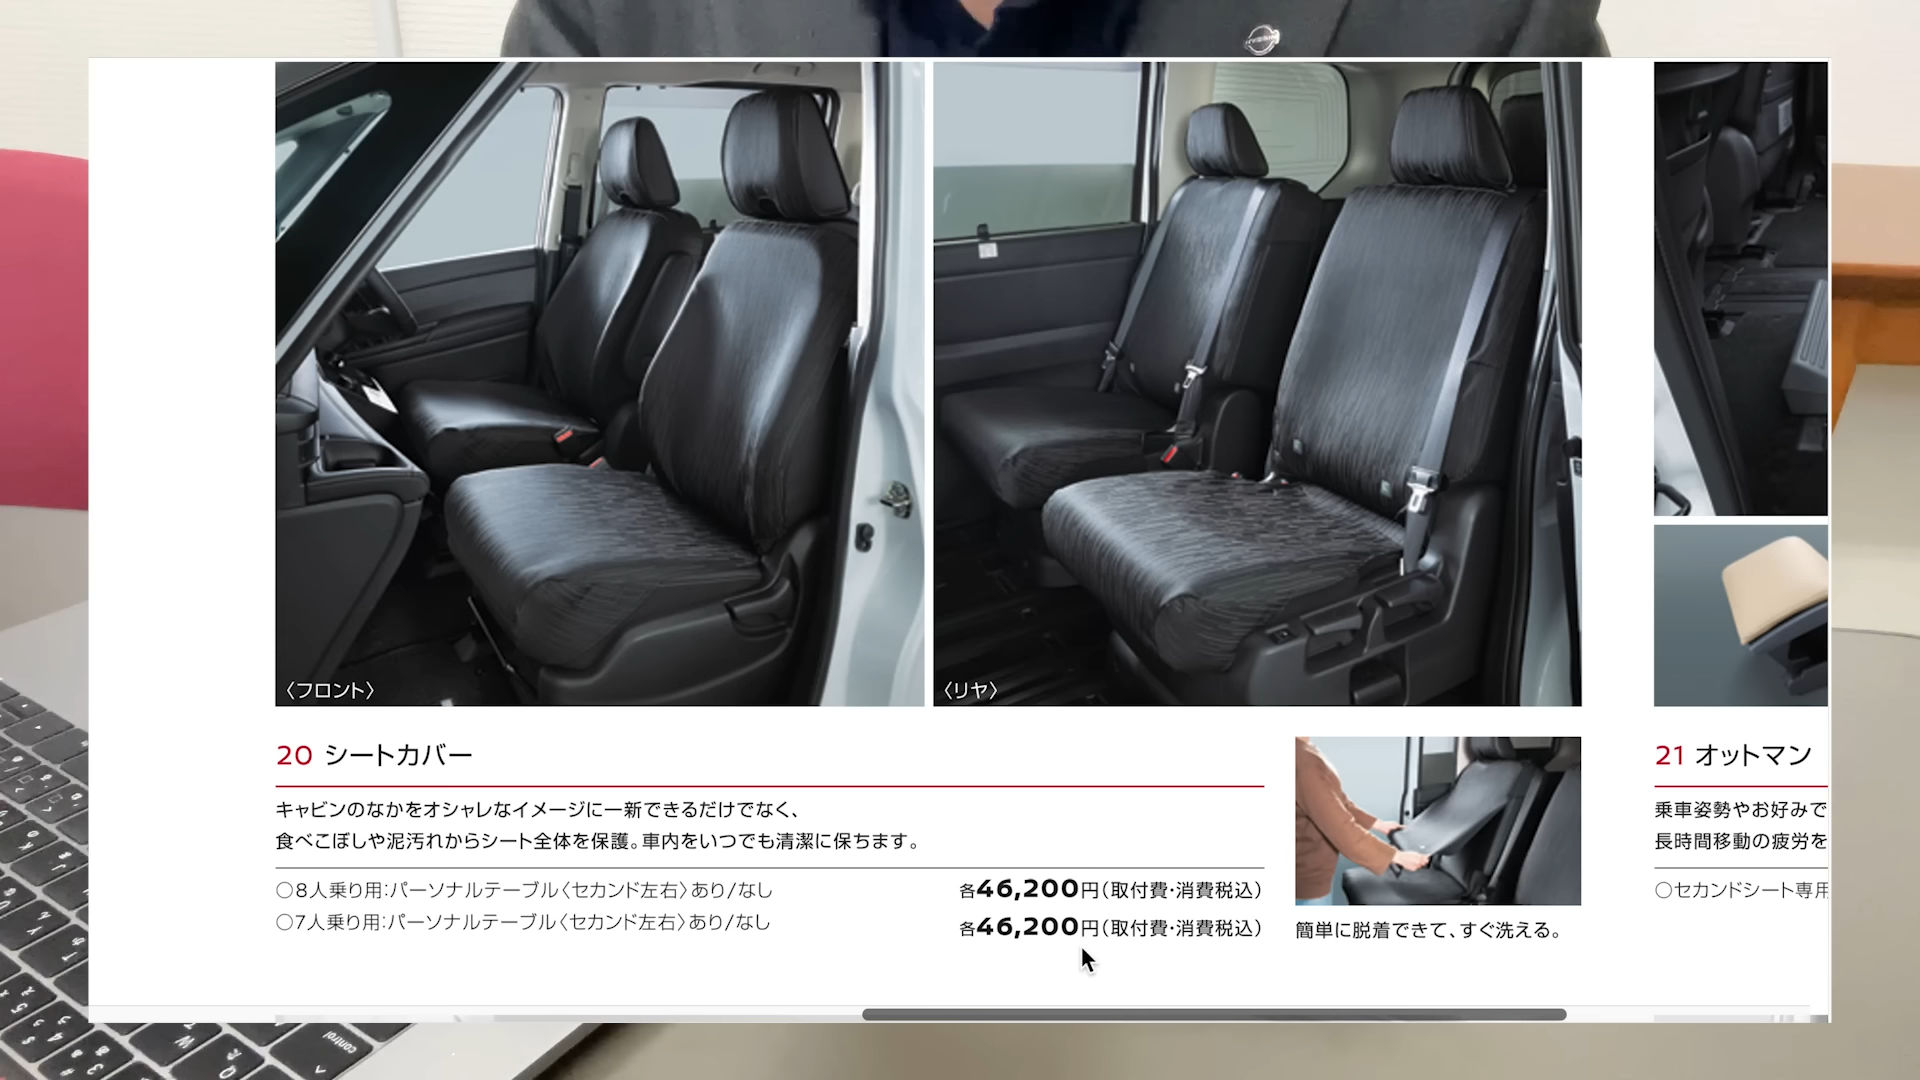 〈フロント〉
〈リヤ〉
20 シートカバー
キャビンのなかをオシャレなイメージに一新できるだけでなく、
食べこぼしや泥汚れからシート全体を保護。車内をいつでも清潔に保ちます。
○8人乗り用:パーソナルテーブル〈セカンド左右〉あり/なし 各46,200円(取付費・消費税込)
○7人乗り用:パーソナルテーブル〈セカンド左右〉あり/なし 各46,200円(取付費・消費税込)
簡単に脱着できて、すぐ洗える。
21 オットマン
乗車姿勢やお好みで
長時間移動の疲労を
○セカンドシート専用
control